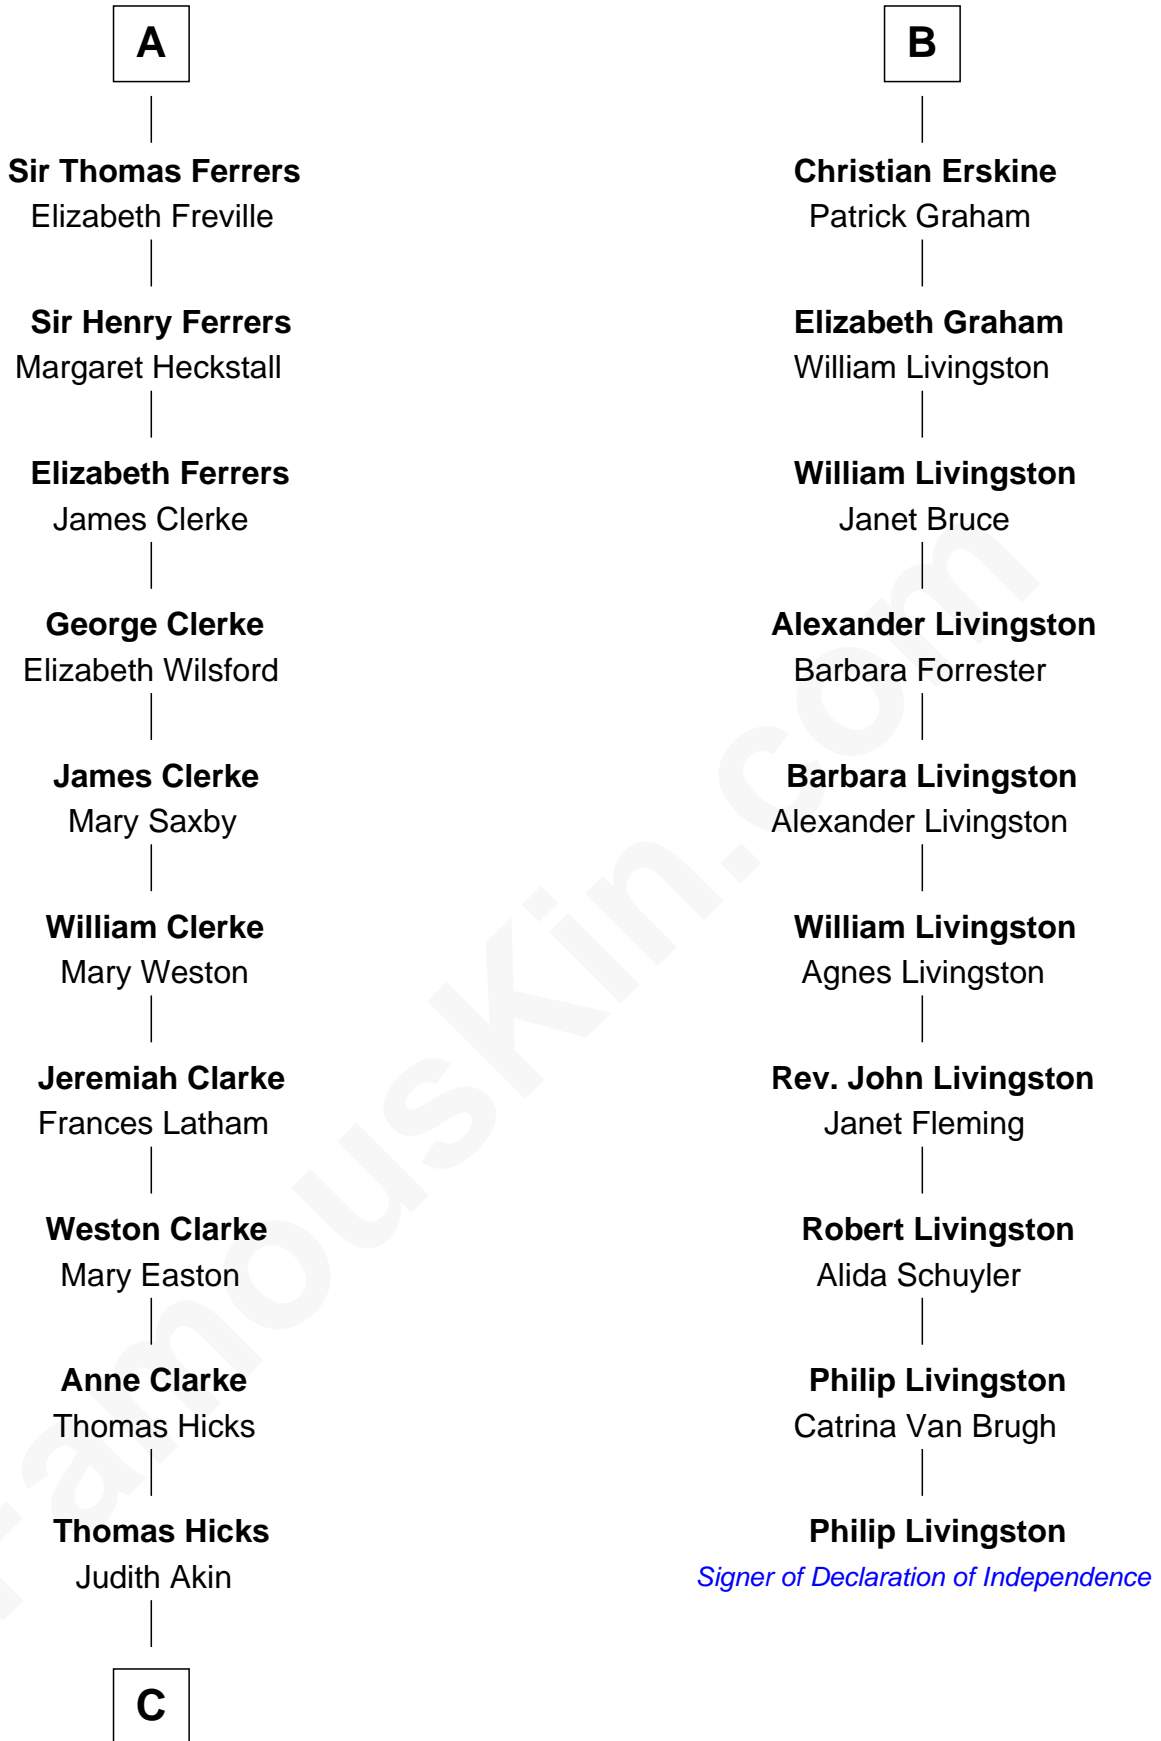 A
Sir Thomas Ferrers
Elizabeth Freville
Sir Henry Ferrers
Margaret Heckstall
Elizabeth Ferrers
James Clerke
George Clerke
Elizabeth Wilsford
James Clerke
Mary Saxby
William Clerke
Mary Weston
Jeremiah Clarke
Frances Latham
Weston Clarke
Mary Easton
Anne Clarke
Thomas Hicks
Thomas Hicks
Judith Akin
C
B
Christian Erskine
Patrick Graham
Elizabeth Graham
William Livingston
William Livingston
Janet Bruce
Alexander Livingston
Barbara Forrester
Barbara Livingston
Alexander Livingston
William Livingston
Agnes Livingston
Rev. John Livingston
Janet Fleming
Robert Livingston
Alida Schuyler
Philip Livingston
Catrina Van Brugh
Philip Livingston
Signer of Declaration of Independence
FamousKin.com